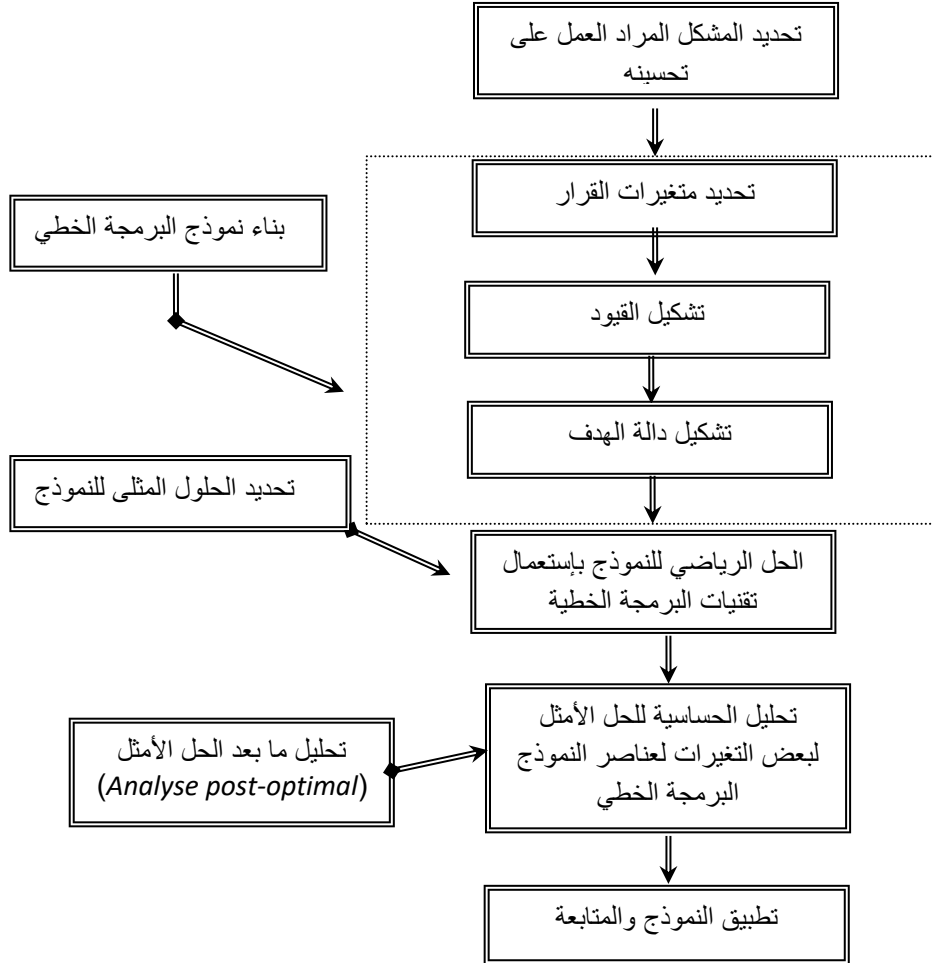 تحديد المشكل المراد العمل على
تحسينه
تحديد متغيرات القرار
بناء نموذج البرمجة الخطي
تشكيل القيود
تشكيل دالة الهدف
تحديد الحلول المثلى للنموذج
الحل الرياضي للنموذج بإستعمال
تقنيات البرمجة الخطية
تحليل الحساسية للحل الأمثل
لبعض التغيرات لعناصر النموذج
البرمجة الخطي
تحليل ما بعد الحل الأمثل
(Analyse post-optimal)
تطبيق النموذج والمتابعة